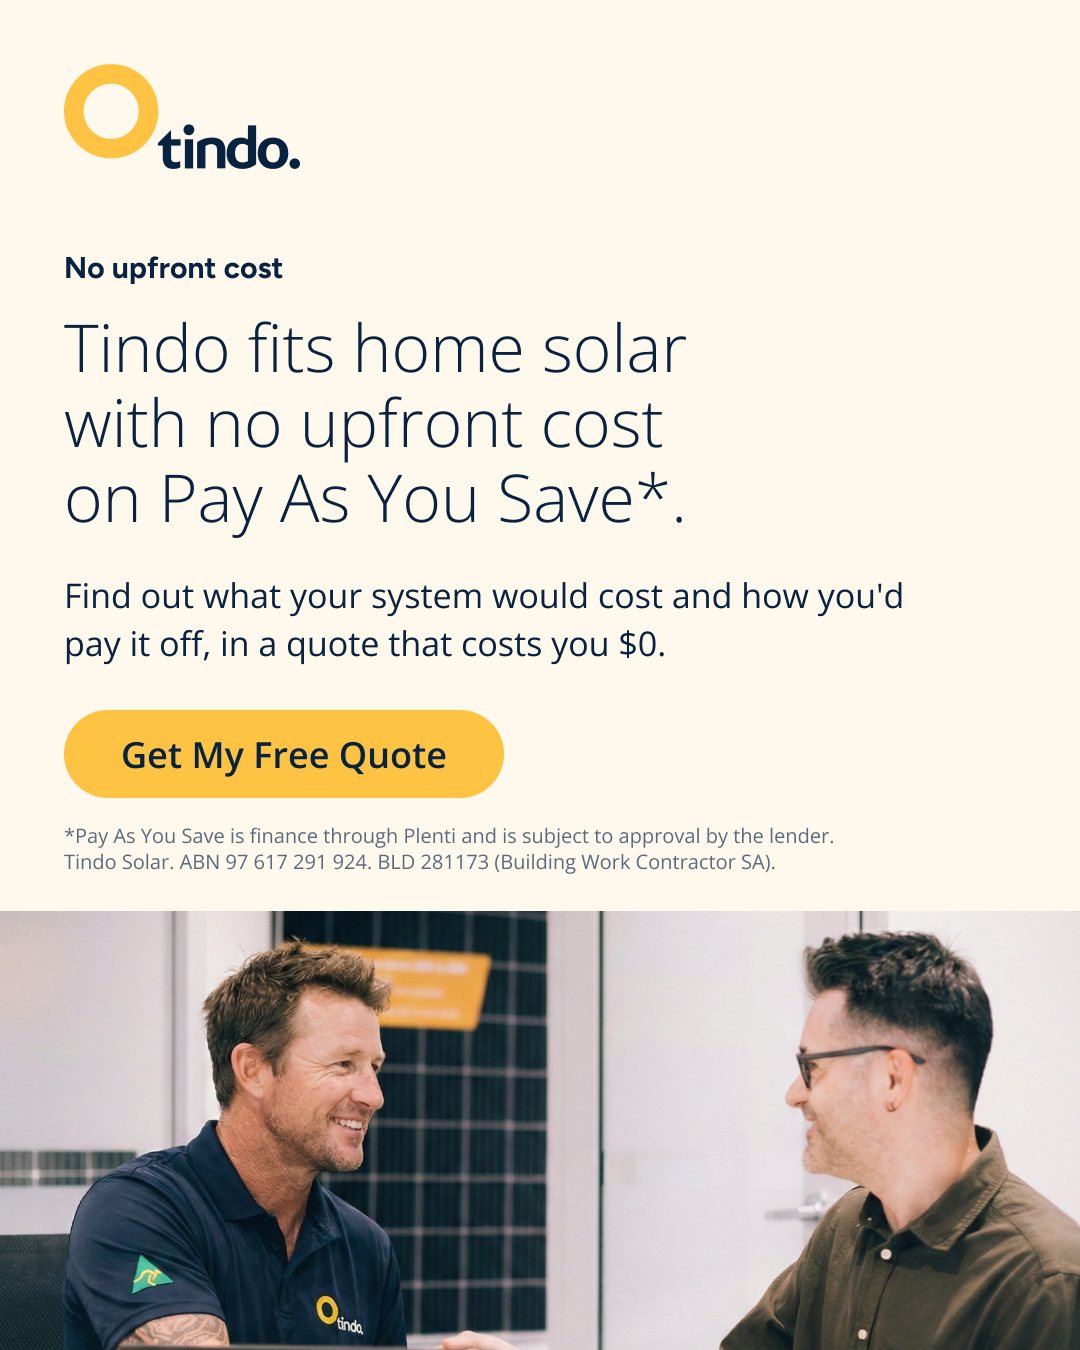 tindo.
No upfront cost
Tindo fits home solar
with no upfront cost
on Pay As You Save*.
Find out what your system would cost and how you'd
pay it off, in a quote that costs you $0.
Get My Free Quote
*Pay As You Save is finance through Plenti and is subject to approval by the lender.
Tindo Solar. ABN 97 617 291 924. BLD 281173 (Building Work Contractor SA).
tindo.